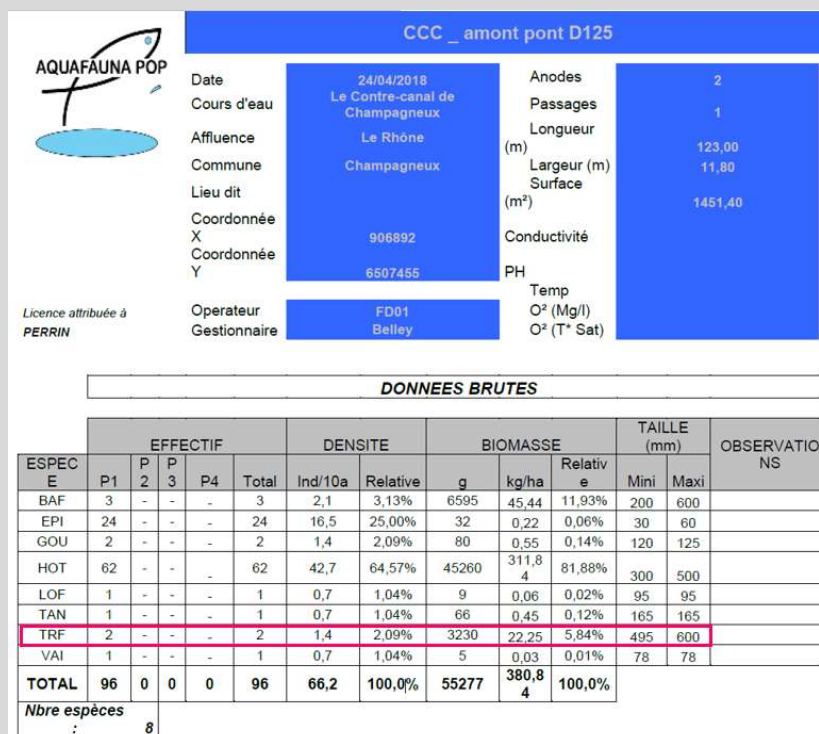 CCC _ amont pont D125
AQUAFAUNA POP
Date 24/04/2018 Anodes 2
Cours d'eau Le Contre-canal de Champagneux Passages 1
Affluence Le Rhône Longueur (m) 123,00
Commune Champagneux Largeur (m) 11,80
Lieu dit Surface (m²) 1451,40
Coordonnée X 906892 Conductivité
Coordonnée Y 6507455 PH
Temp
Licence attribuée à Operateur FD01 O² (Mg/l)
PERRIN Gestionnaire Belley O² (T* Sat)
DONNEES BRUTES
EFFECTIF DENSITE BIOMASSE TAILLE (mm) OBSERVATIO NS
ESPEC E P1 P 2 P 3 P4 Total Ind/10a Relative g kg/ha Relativ e Mini Maxi
BAF 3 - - - 3 2,1 3,13% 6595 45,44 11,93% 200 600
EPI 24 - - - 24 16,5 25,00% 32 0,22 0,06% 30 60
GOU 2 - - - 2 1,4 2,09% 80 0,55 0,14% 120 125
HOT 62 - - - 62 42,7 64,57% 45260 311,8 4 81,88% 300 500
LOF 1 - - - 1 0,7 1,04% 9 0,06 0,02% 95 95
TAN 1 - - - 1 0,7 1,04% 66 0,45 0,12% 165 165
TRF 2 - - - 2 1,4 2,09% 3230 22,25 5,84% 495 600
VAI 1 - - - 1 0,7 1,04% 5 0,03 0,01% 78 78
TOTAL 96 0 0 0 96 66,2 100,0% 55277 380,8 4 100,0%
Nbre espèces : 8